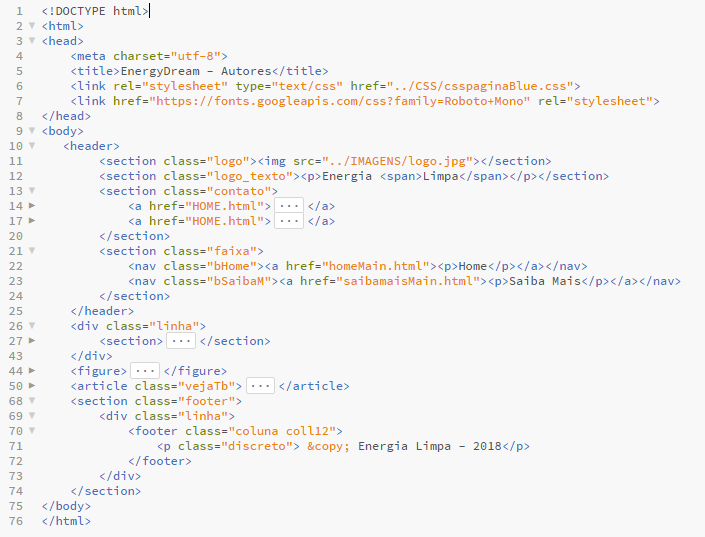 1 <!DOCTYPE html>
2 <html>
3 <head>
4 <meta charset="utf-8">
5 <title>EnergyDream - Autores</title>
6 <link rel="stylesheet" type="text/css" href="../CSS/csspaginaBlue.css">
7 <link href="https://fonts.googleapis.com/css?family=Roboto+Mono" rel="stylesheet">
8 </head>
9 <body>
10 <header>
11 <section class="logo"><img src="../IMAGENS/logo.jpg"></section>
12 <section class="logo_texto"><p>Energia <span>Limpa</span></p></section>
13 <section class="contato">
14 <a href="HOME.html"> ... </a>
17 <a href="HOME.html"> ... </a>
20 </section>
21 <section class="faixa">
22 <nav class="bHome"><a href="homeMain.html"><p>Home</p></a></nav>
23 <nav class="bSaibaM"><a href="saibamaisMain.html"><p>Saiba Mais</p></a></nav>
24 </section>
25 </header>
26 <div class="linha">
27 <section> ... </section>
43 </div>
44 <figure> ... </figure>
50 <article class="vejaTb"> ... </article>
68 <section class="footer">
69 <div class="linha">
70 <footer class="coluna coll12">
71 <p class="discreto"> &copy; Energia Limpa - 2018</p>
72 </footer>
73 </div>
74 </section>
75 </body>
76 </html>